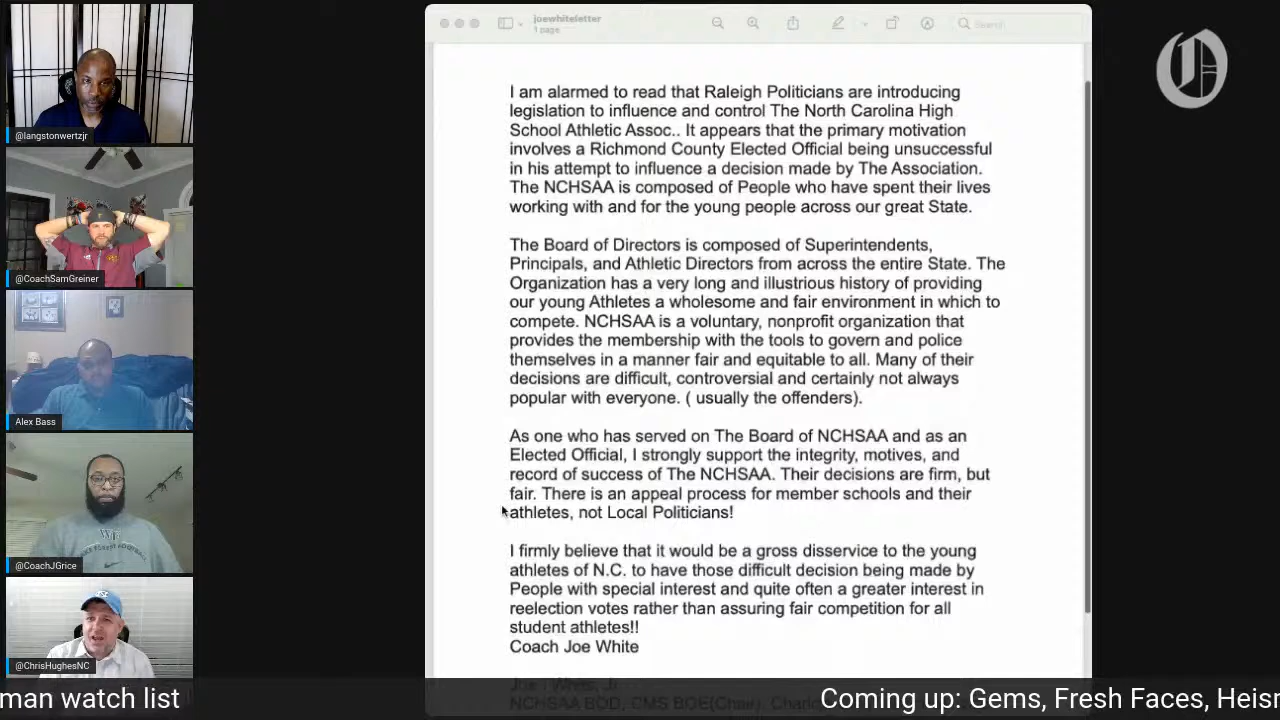 @langstonwertzjr
@CoachSamGreiner
Alex Bass
@CoachJGrice
@ChrisHughesNC
joewhiteletter
1 page
Search
I am alarmed to read that Raleigh Politicians are introducing
legislation to influence and control The North Carolina High
School Athletic Assoc.. It appears that the primary motivation
involves a Richmond County Elected Official being unsuccessful
in his attempt to influence a decision made by The Association.
The NCHSAA is composed of People who have spent their lives
working with and for the young people across our great State.
The Board of Directors is composed of Superintendents,
Principals, and Athletic Directors from across the entire State. The
Organization has a very long and illustrious history of providing
our young Athletes a wholesome and fair environment in which to
compete. NCHSAA is a voluntary, nonprofit organization that
provides the membership with the tools to govern and police
themselves in a manner fair and equitable to all. Many of their
decisions are difficult, controversial and certainly not always
popular with everyone. ( usually the offenders).
As one who has served on The Board of NCHSAA and as an
Elected Official, I strongly support the integrity, motives, and
record of success of The NCHSAA. Their decisions are firm, but
fair. There is an appeal process for member schools and their
athletes, not Local Politicians!
I firmly believe that it would be a gross disservice to the young
athletes of N.C. to have those difficult decision being made by
People with special interest and quite often a greater interest in
reelection votes rather than assuring fair competition for all
student athletes!!
Coach Joe White
NCHSAA BOD, CMS BOE(Chair),
O
man watch list
Coming up: Gems, Fresh Faces, Heisr